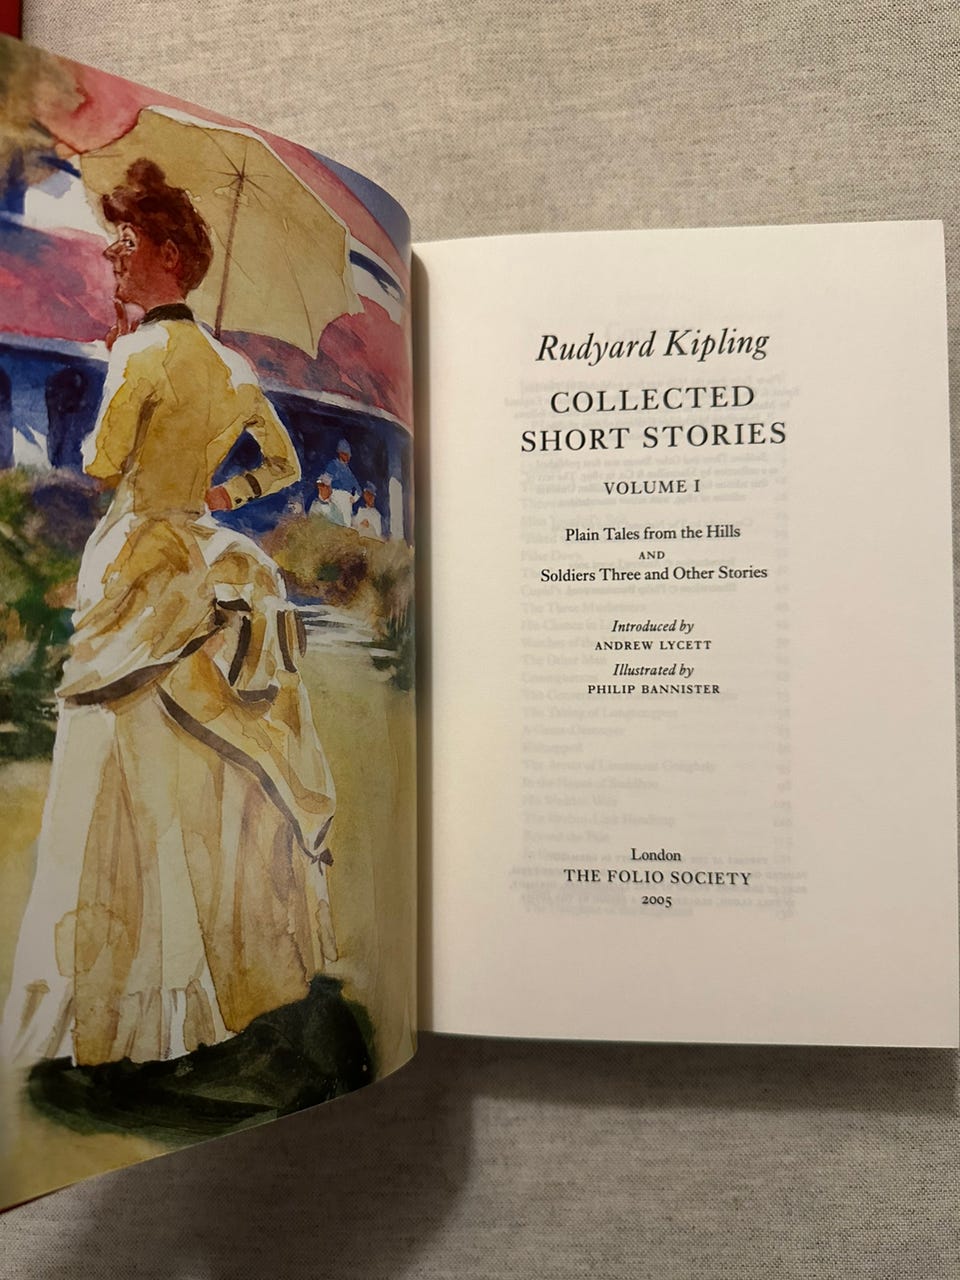 Rudyard Kipling
COLLECTED
SHORT STORIES
VOLUME I
Plain Tales from the Hills
AND
Soldiers Three and Other Stories
Introduced by
ANDREW LYCETT
Illustrated by
PHILIP BANNISTER
London
THE FOLIO SOCIETY
2005